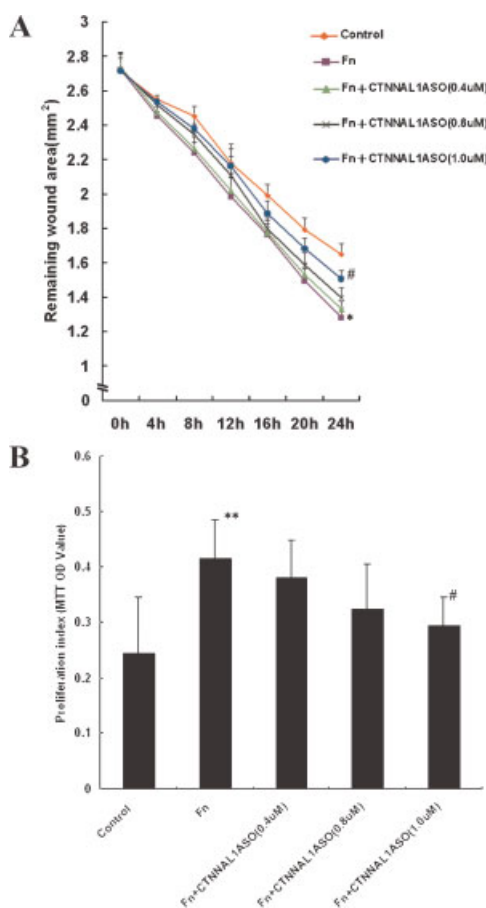 A
Control
Fn
Fn+CTNNAL1ASO(0.4uM)
Fn+CTNNAL1ASO(0.8uM)
Fn+CTNNAL1ASO(1.0uM)
Remaining wound area(mm²)
2.8
2.6
2.4
2.2
2
1.8
1.6
1.4
1.2
1
0
#
*
0h 4h 8h 12h 16h 20h 24h
B
Proliferation index (MTT OD Value)
0.6
0.5
0.4
0.3
0.2
0.1
0
**
#
Control
Fn
Fn+CTNNAL1ASO(0.4uM)
Fn+CTNNAL1ASO(0.8uM)
Fn+CTNNAL1ASO(1.0uM)